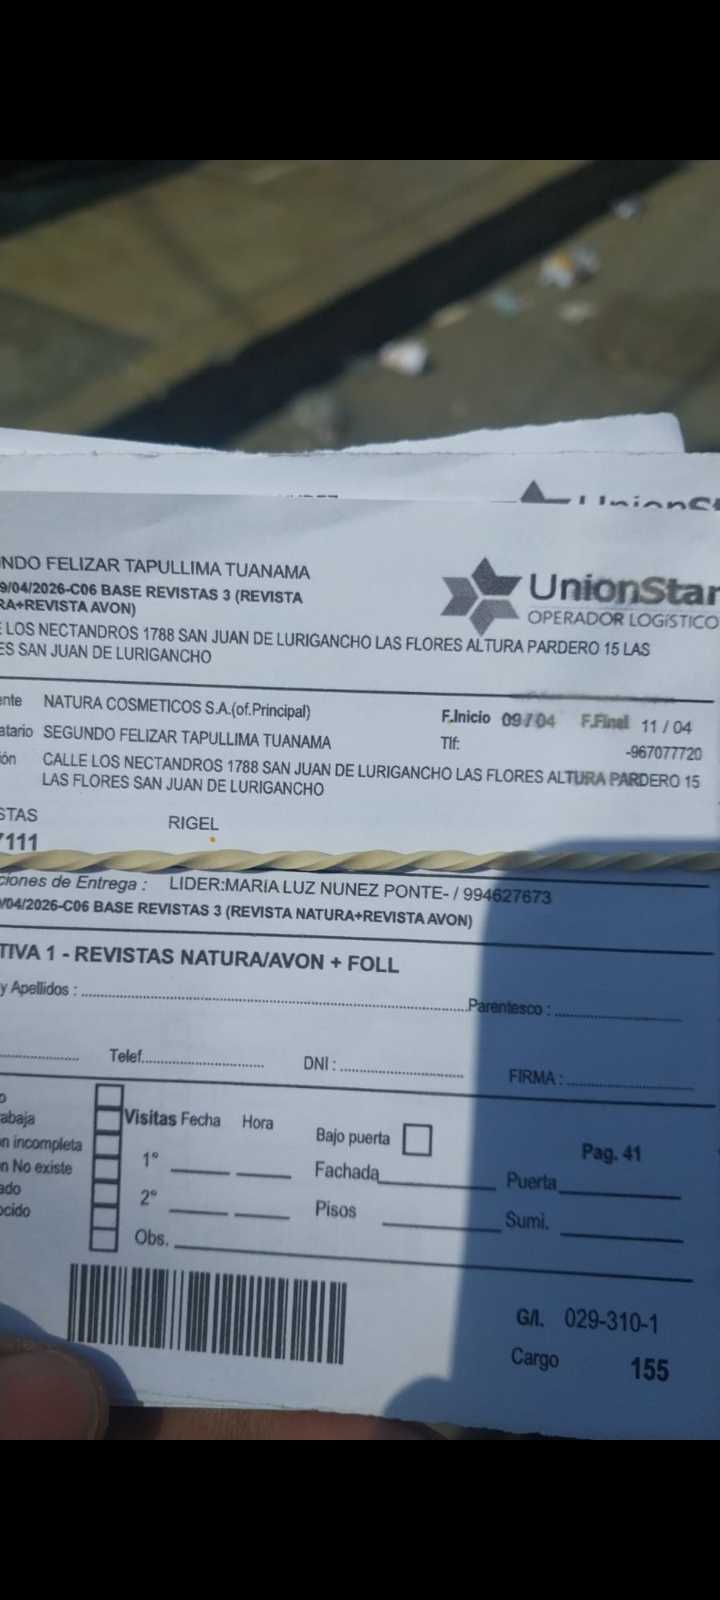 UnionSt
NDO FELIZAR TAPULLIMA TUANAMA
9/04/2026-C06 BASE REVISTAS 3 (REVISTA
RA+REVISTA AVON)
UnionStar
OPERADOR LOGÍSTICO
E LOS NECTANDROS 1788 SAN JUAN DE LURIGANCHO LAS FLORES ALTURA PARDERO 15 LAS
ES SAN JUAN DE LURIGANCHO
ente NATURA COSMETICOS S.A.(of.Principal)
F.Inicio 09/04 F.Final 11 / 04
atario SEGUNDO FELIZAR TAPULLIMA TUANAMA
Tlf: -967077720
ión CALLE LOS NECTANDROS 1788 SAN JUAN DE LURIGANCHO LAS FLORES ALTURA PARDERO 15
LAS FLORES SAN JUAN DE LURIGANCHO
STAS RIGEL
7111
ciones de Entrega : LIDER:MARIA LUZ NUNEZ PONTE- / 994627673
/04/2026-C06 BASE REVISTAS 3 (REVISTA NATURA+REVISTA AVON)
TIVA 1 - REVISTAS NATURA/AVON + FOLL
y Apellidos : Parentesco :
Telef. DNI : FIRMA :
o
abaja
n incompleta
n No existe
ado
ocido
Visitas Fecha Hora
1°
2°
Obs.
Bajo puerta
Fachada
Pisos
Pag. 41
Puerta
Sumi.
G/I. 029-310-1
Cargo 155